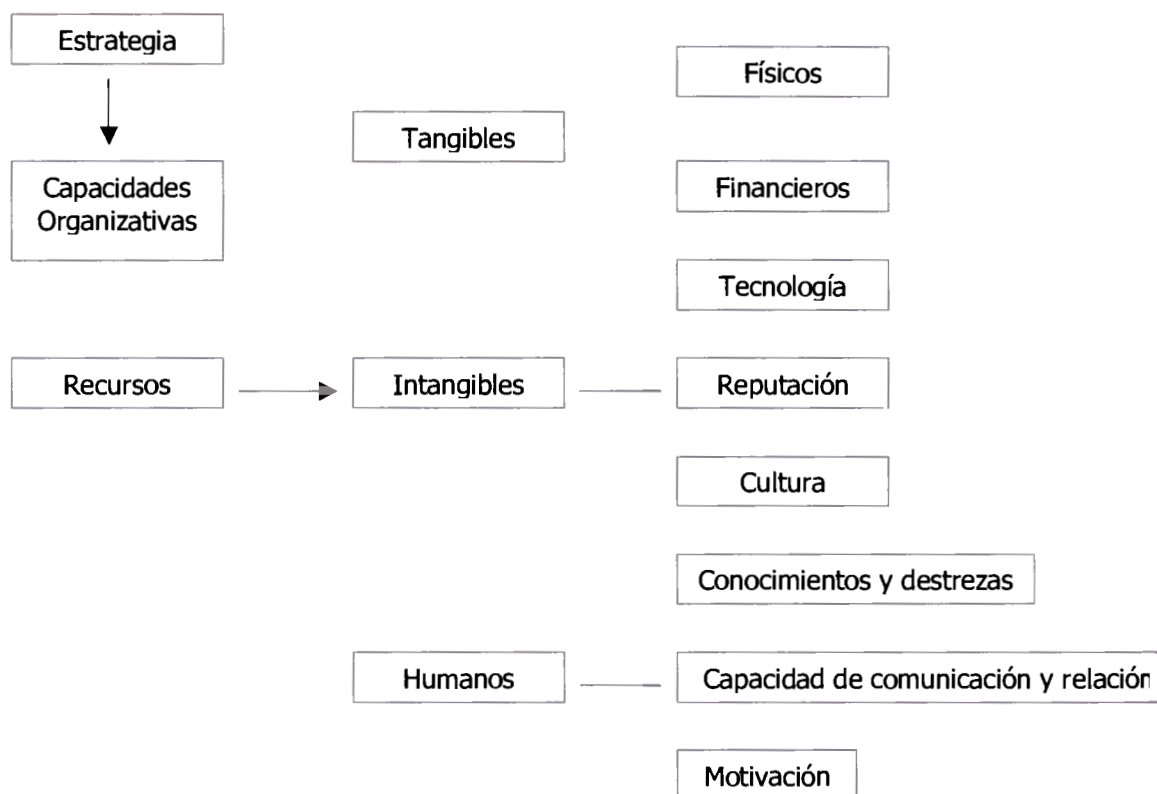 Estrategia
Físicos
Tangibles
Capacidades
Organizativas
Financieros
Tecnología
Recursos
Intangibles
Reputación
Cultura
Conocimientos y destrezas
Humanos
Capacidad de comunicación y relación
Motivación